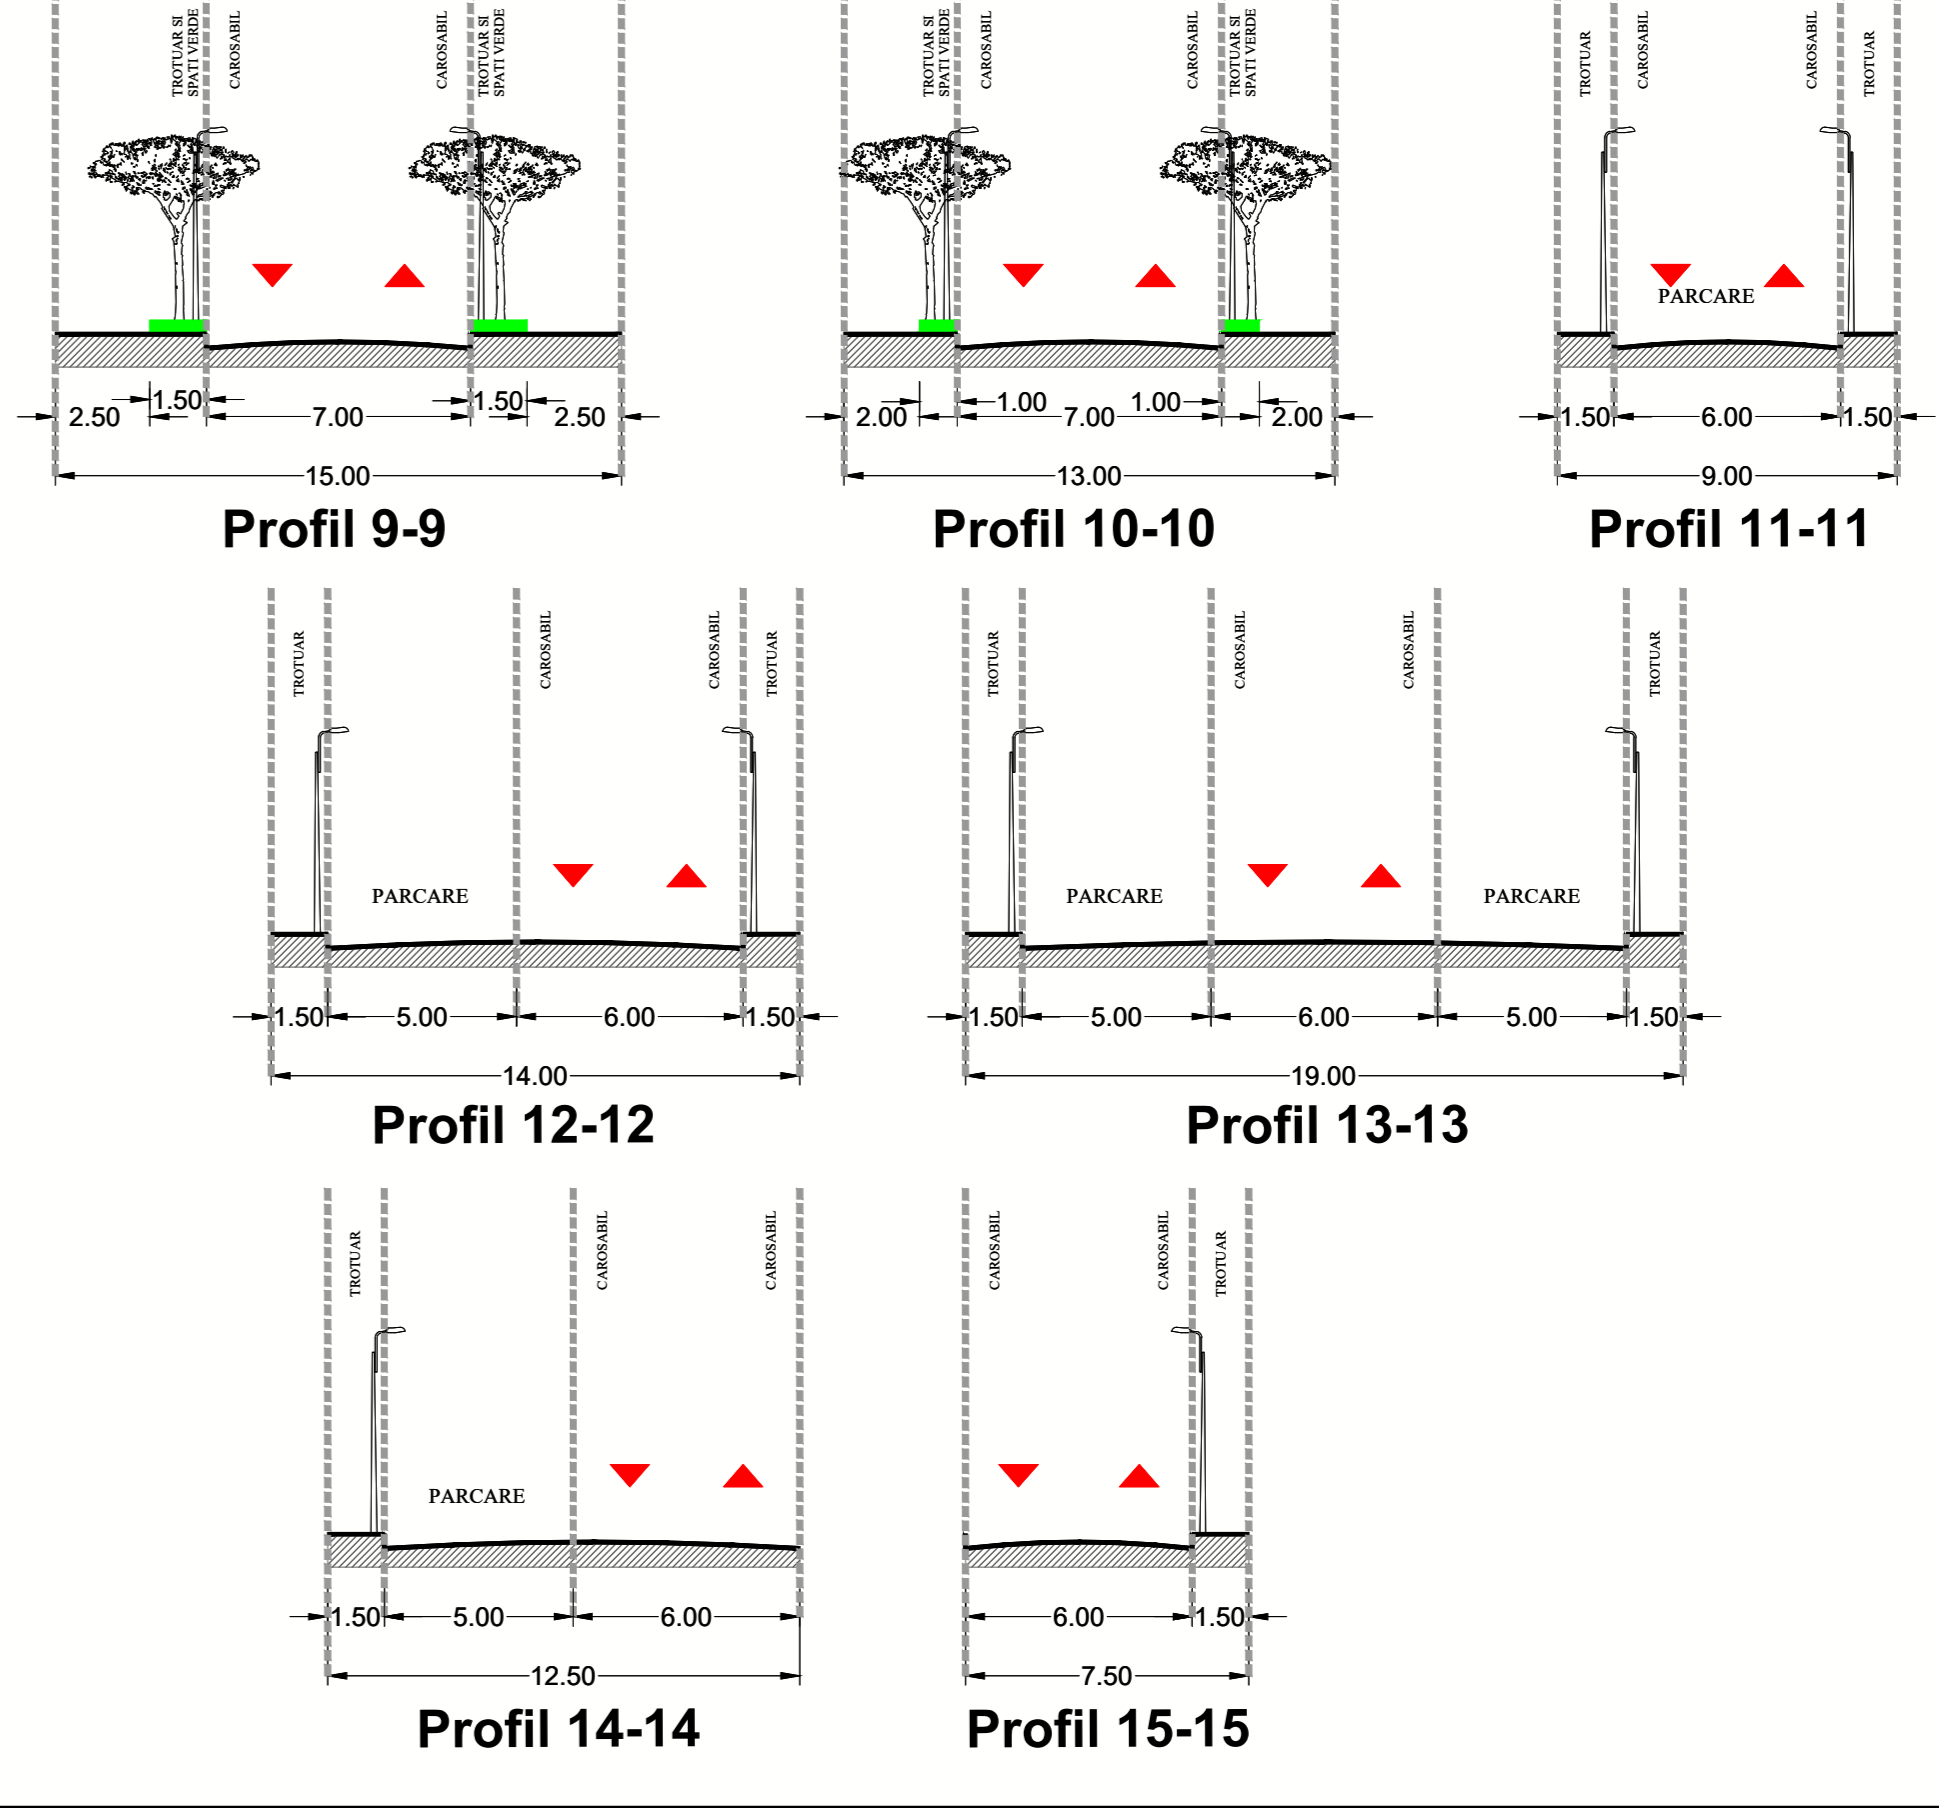 TROTUAR SI
SPATI VERDE
CAROSABIL
CAROSABIL
TROTUAR SI
SPATI VERDE
1.50
1.50
2.50
7.00
2.50
15.00
Profil 9-9
TROTUAR SI
SPATI VERDE
CAROSABIL
CAROSABIL
TROTUAR SI
SPATI VERDE
1.00
1.00
2.00
7.00
2.00
13.00
Profil 10-10
TROTUAR
CAROSABIL
CAROSABIL
TROTUAR
PARCARE
1.50
6.00
1.50
9.00
Profil 11-11
TROTUAR
CAROSABIL
CAROSABIL
TROTUAR
PARCARE
1.50
5.00
6.00
1.50
14.00
Profil 12-12
TROTUAR
CAROSABIL
CAROSABIL
TROTUAR
PARCARE
PARCARE
1.50
5.00
6.00
5.00
1.50
19.00
Profil 13-13
TROTUAR
CAROSABIL
CAROSABIL
PARCARE
1.50
5.00
6.00
12.50
Profil 14-14
CAROSABIL
CAROSABIL
TROTUAR
6.00
1.50
7.50
Profil 15-15